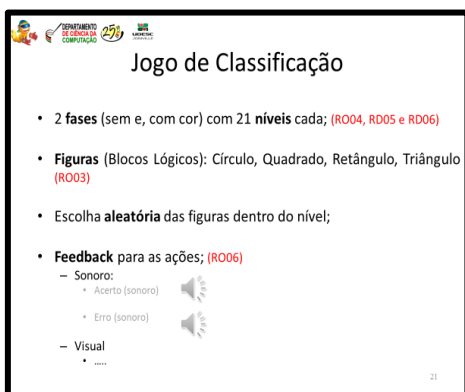 DEPARTAMENTO
DE CIÊNCIA DA
COMPUTAÇÃO
25
UDESC
JOINVILLE
Jogo de Classificação
• 2 fases (sem e, com cor) com 21 níveis cada; (RO04, RD05 e RD06)
• Figuras (Blocos Lógicos): Círculo, Quadrado, Retângulo, Triângulo
(RO03)
• Escolha aleatória das figuras dentro do nível;
• Feedback para as ações; (RO06)
– Sonoro:
• Acerto (sonoro)
• Erro (sonoro)
– Visual
• .....
21